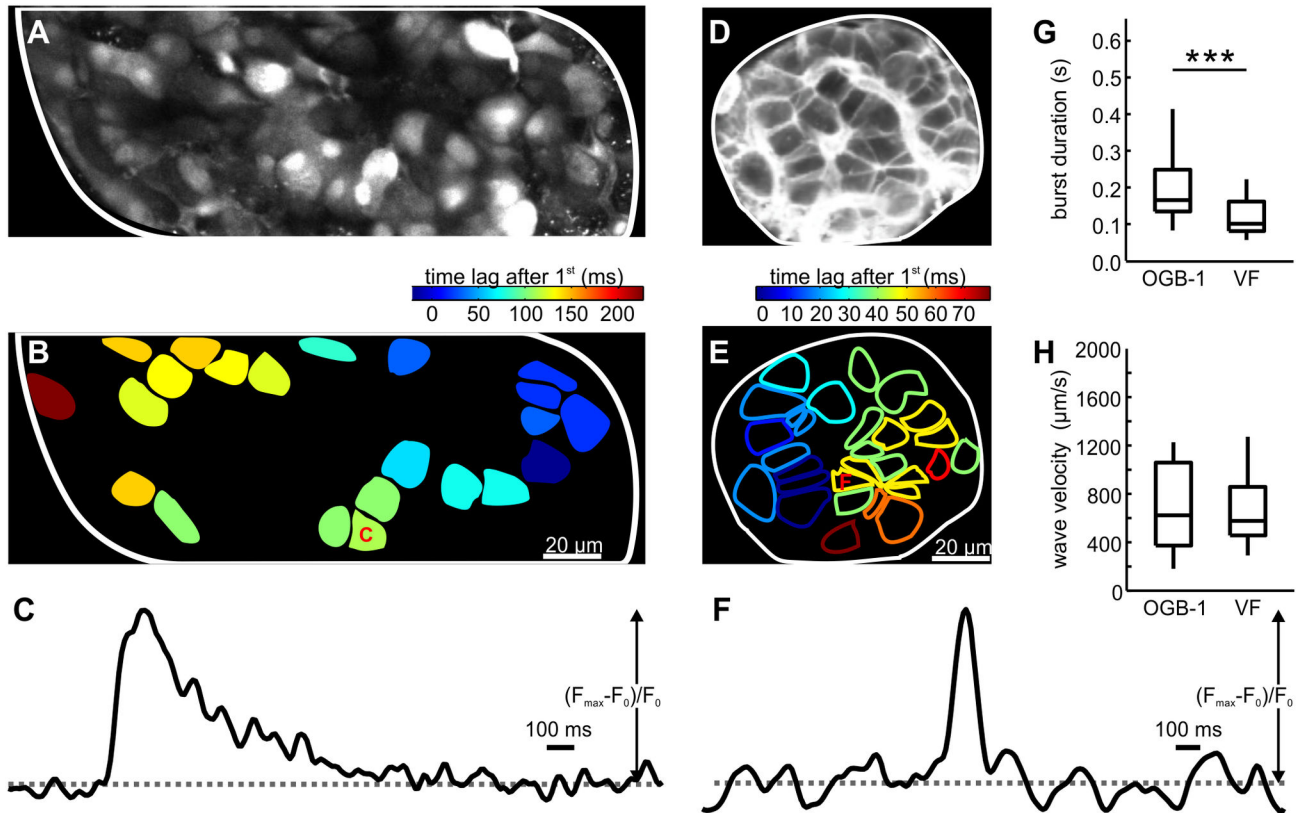 A
time lag after 1st (ms)
0 50 100 150 200
B
C
20 µm
C
(Fmax-F0)/F0
100 ms
D
time lag after 1st (ms)
0 10 20 30 40 50 60 70
E
F
20 µm
F
(Fmax-F0)/F0
100 ms
G
burst duration (s)
0.6
0.5
0.3
0.2
0.1
0.0
***
OGB-1 VF
H
wave velocity (µm/s)
2000
1600
1200
800
400
0
OGB-1 VF